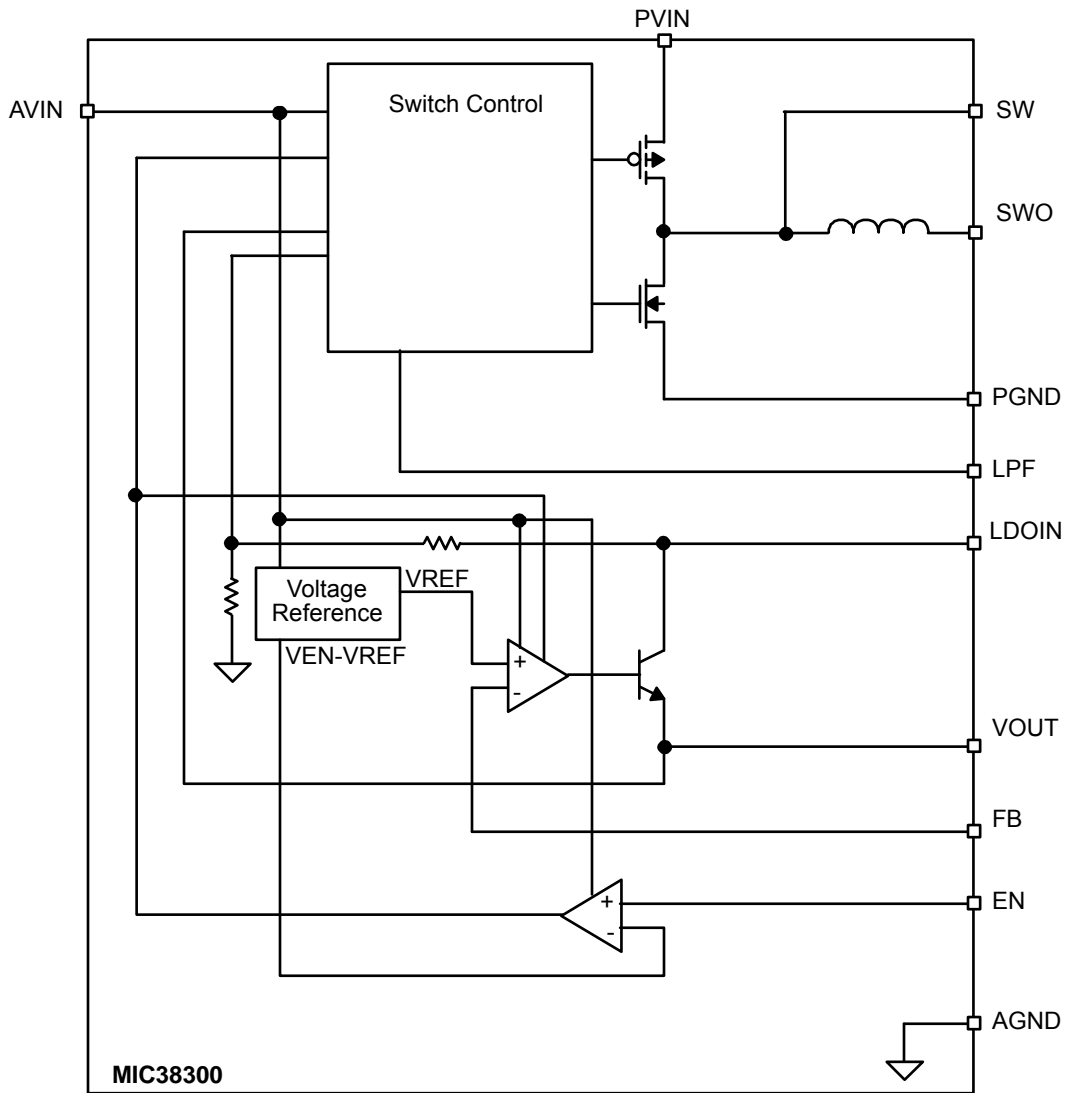 PVIN
AVIN
Switch Control
SW
SWO
PGND
LPF
LDOIN
Voltage
Reference
VREF
VEN-VREF
+
-
VOUT
FB
+
-
EN
AGND
MIC38300